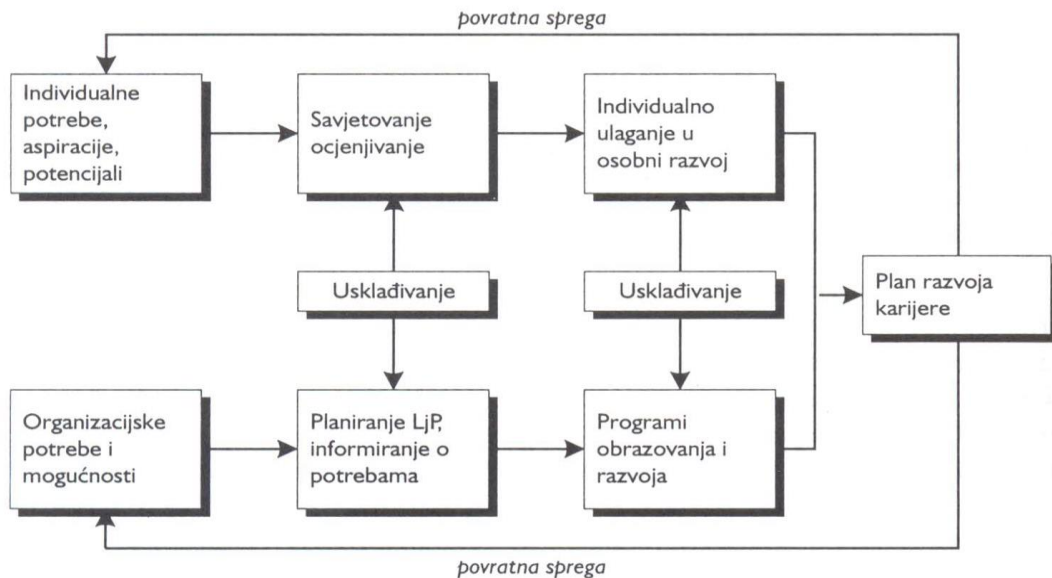 povratna sprega
Individualne
potrebe,
aspiracije,
potencijali
Savjetovanje
ocjenjivanje
Individualno
ulaganje u
osobni razvoj
Usklađivanje
Usklađivanje
Plan razvoja
karijere
Organizacijske
potrebe i
mogućnosti
Planiranje LjP,
informiranje o
potrebama
Programi
obrazovanja i
razvoja
povratna sprega